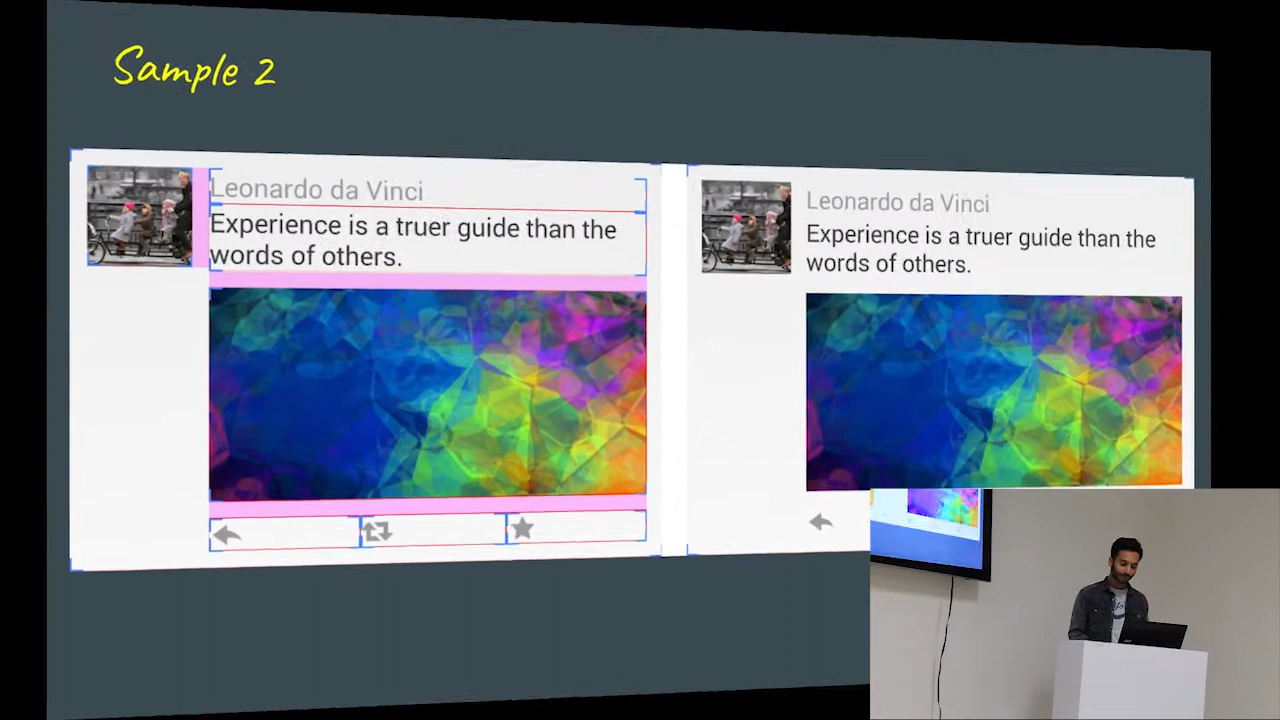 Sample 2
Leonardo da Vinci
Experience is a truer guide than the
words of others.
Leonardo da Vinci
Experience is a truer guide than the
words of others.